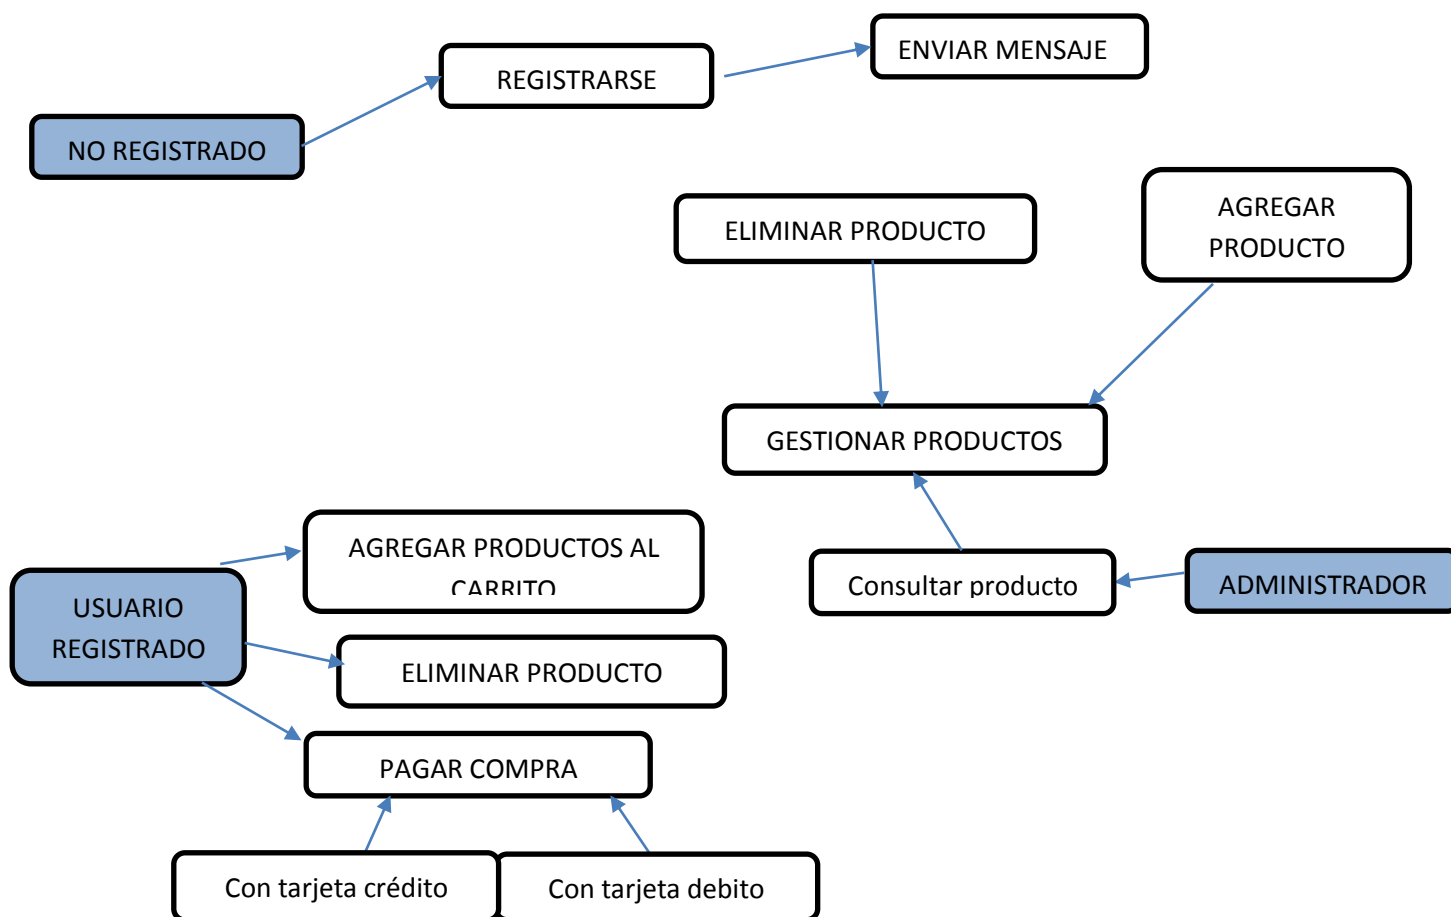 ENVIAR MENSAJE
REGISTRARSE
NO REGISTRADO
ELIMINAR PRODUCTO
AGREGAR
PRODUCTO
GESTIONAR PRODUCTOS
AGREGAR PRODUCTOS AL
CARRITO
Consultar producto
ADMINISTRADOR
USUARIO
REGISTRADO
ELIMINAR PRODUCTO
PAGAR COMPRA
Con tarjeta crédito
Con tarjeta debito